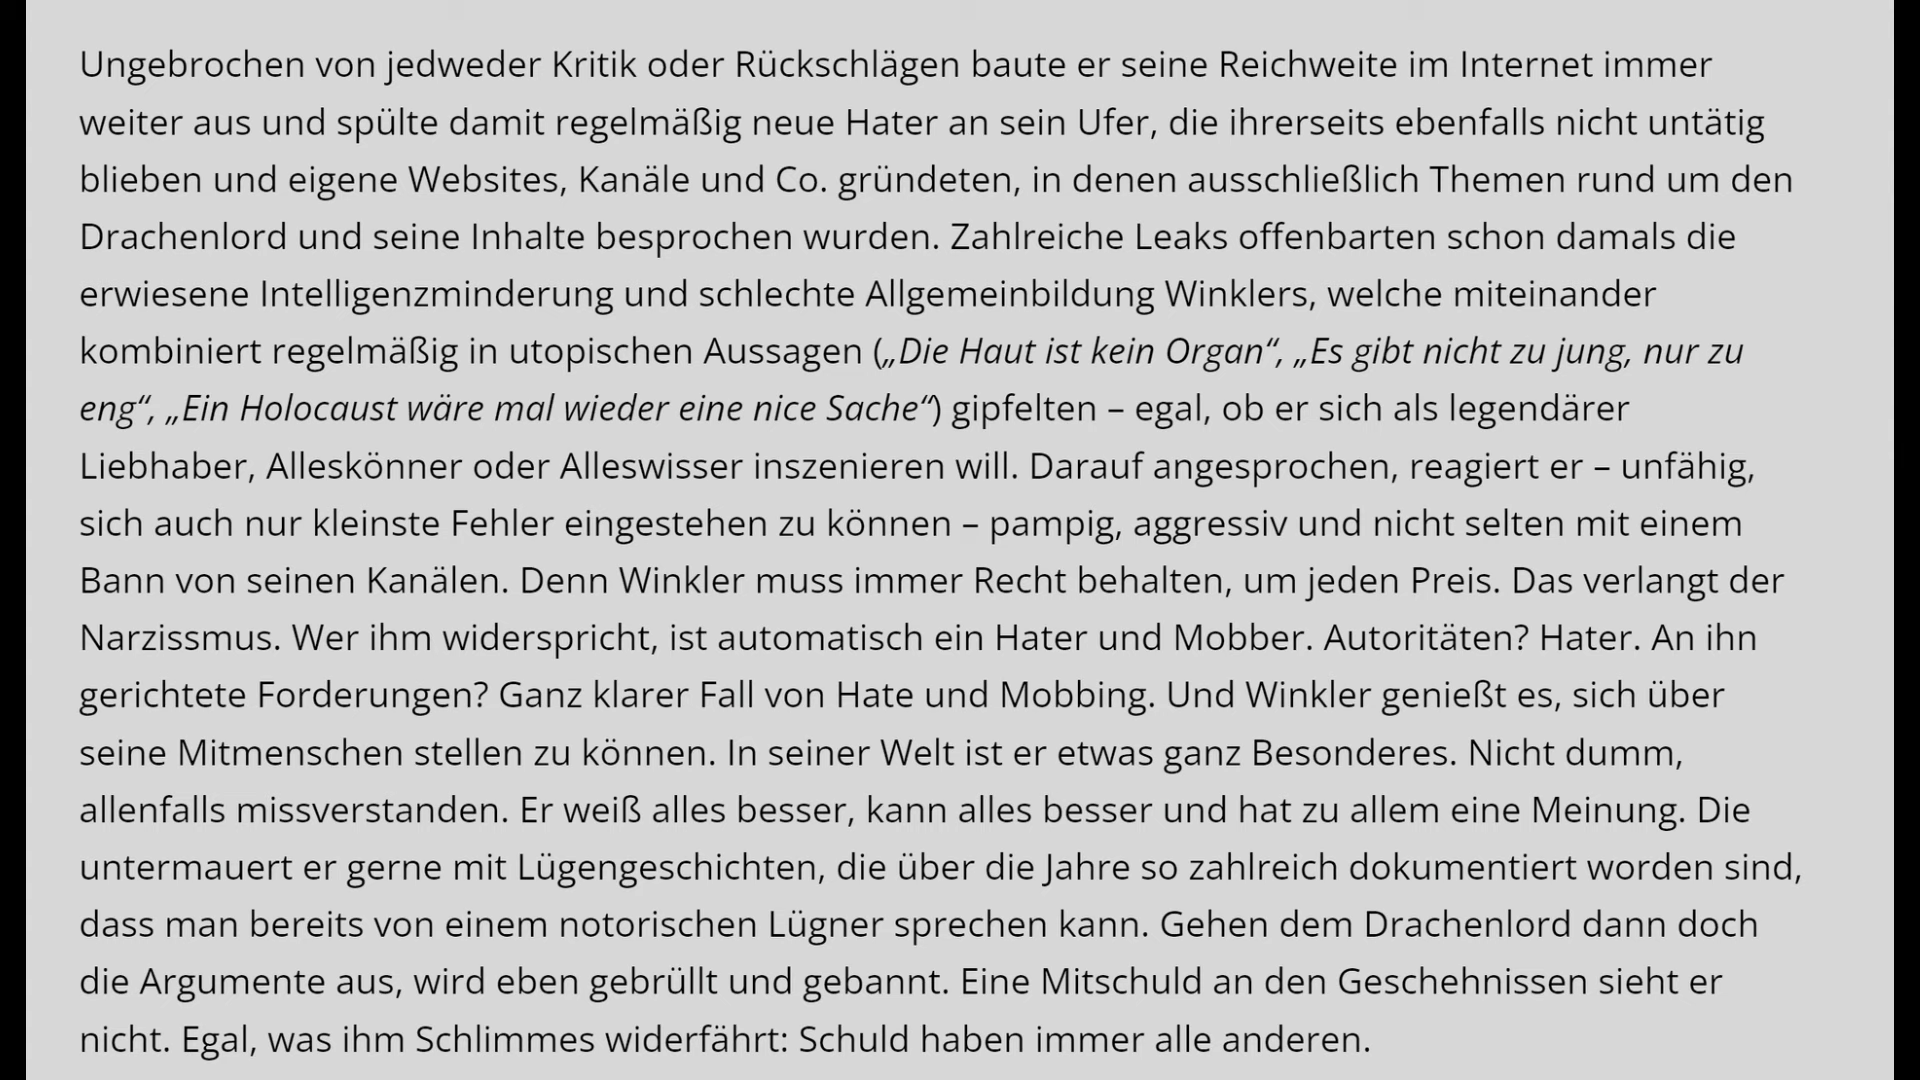 Ungebrochen von jedweder Kritik oder Rückschlägen baute er seine Reichweite im Internet immer
weiter aus und spülte damit regelmäßig neue Hater an sein Ufer, die ihrerseits ebenfalls nicht untätig
blieben und eigene Websites, Kanäle und Co. gründeten, in denen ausschließlich Themen rund um den
Drachenlord und seine Inhalte besprochen wurden. Zahlreiche Leaks offenbarten schon damals die
erwiesene Intelligenzminderung und schlechte Allgemeinbildung Winklers, welche miteinander
kombiniert regelmäßig in utopischen Aussagen („Die Haut ist kein Organ“, „Es gibt nicht zu jung, nur zu
eng“, „Ein Holocaust wäre mal wieder eine nice Sache“) gipfelten – egal, ob er sich als legendärer
Liebhaber, Alleskönner oder Alleswisser inszenieren will. Darauf angesprochen, reagiert er – unfähig,
sich auch nur kleinste Fehler eingestehen zu können – pampig, aggressiv und nicht selten mit einem
Bann von seinen Kanälen. Denn Winkler muss immer Recht behalten, um jeden Preis. Das verlangt der
Narzissmus. Wer ihm widerspricht, ist automatisch ein Hater und Mobber. Autoritäten? Hater. An ihn
gerichtete Forderungen? Ganz klarer Fall von Hate und Mobbing. Und Winkler genießt es, sich über
seine Mitmenschen stellen zu können. In seiner Welt ist er etwas ganz Besonderes. Nicht dumm,
allenfalls missverstanden. Er weiß alles besser, kann alles besser und hat zu allem eine Meinung. Die
untermauert er gerne mit Lügengeschichten, die über die Jahre so zahlreich dokumentiert worden sind,
dass man bereits von einem notorischen Lügner sprechen kann. Gehen dem Drachenlord dann doch
die Argumente aus, wird eben gebrüllt und gebannt. Eine Mitschuld an den Geschehnissen sieht er
nicht. Egal, was ihm Schlimmes widerfährt: Schuld haben immer alle anderen.